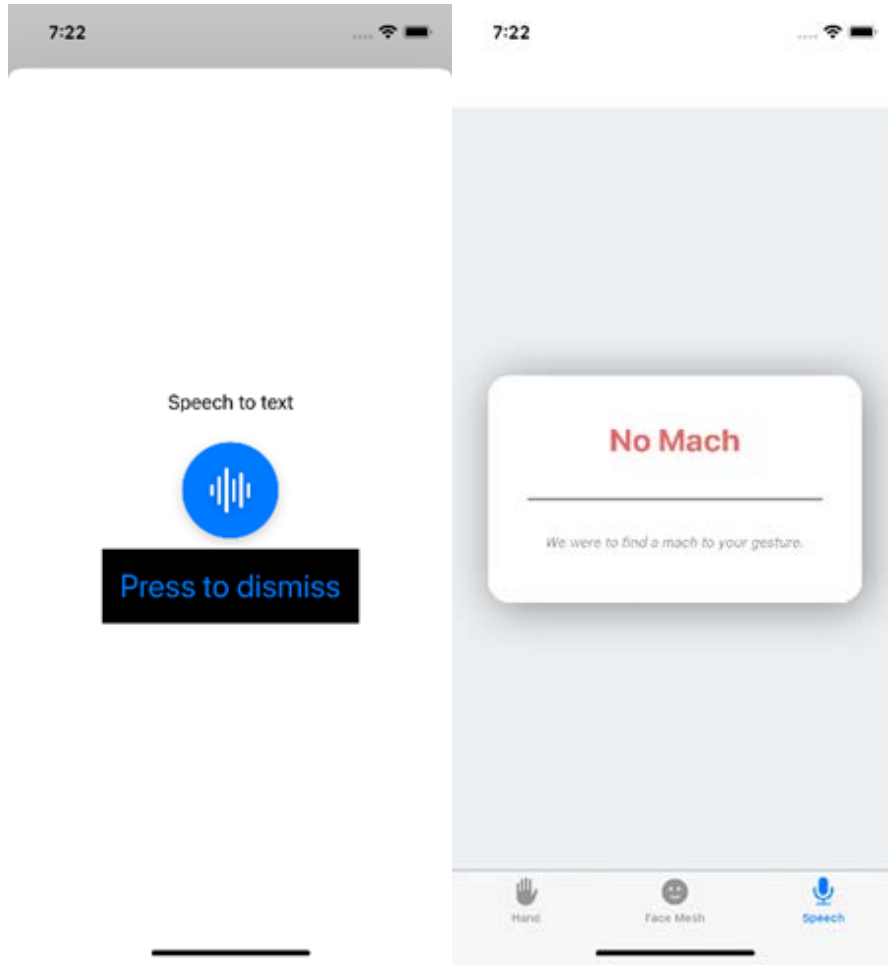 7:22
Speech to text
Press to dismiss
7:22
No Mach
We were to find a mach to your gesture.
Hand
Face Mesh
Speech